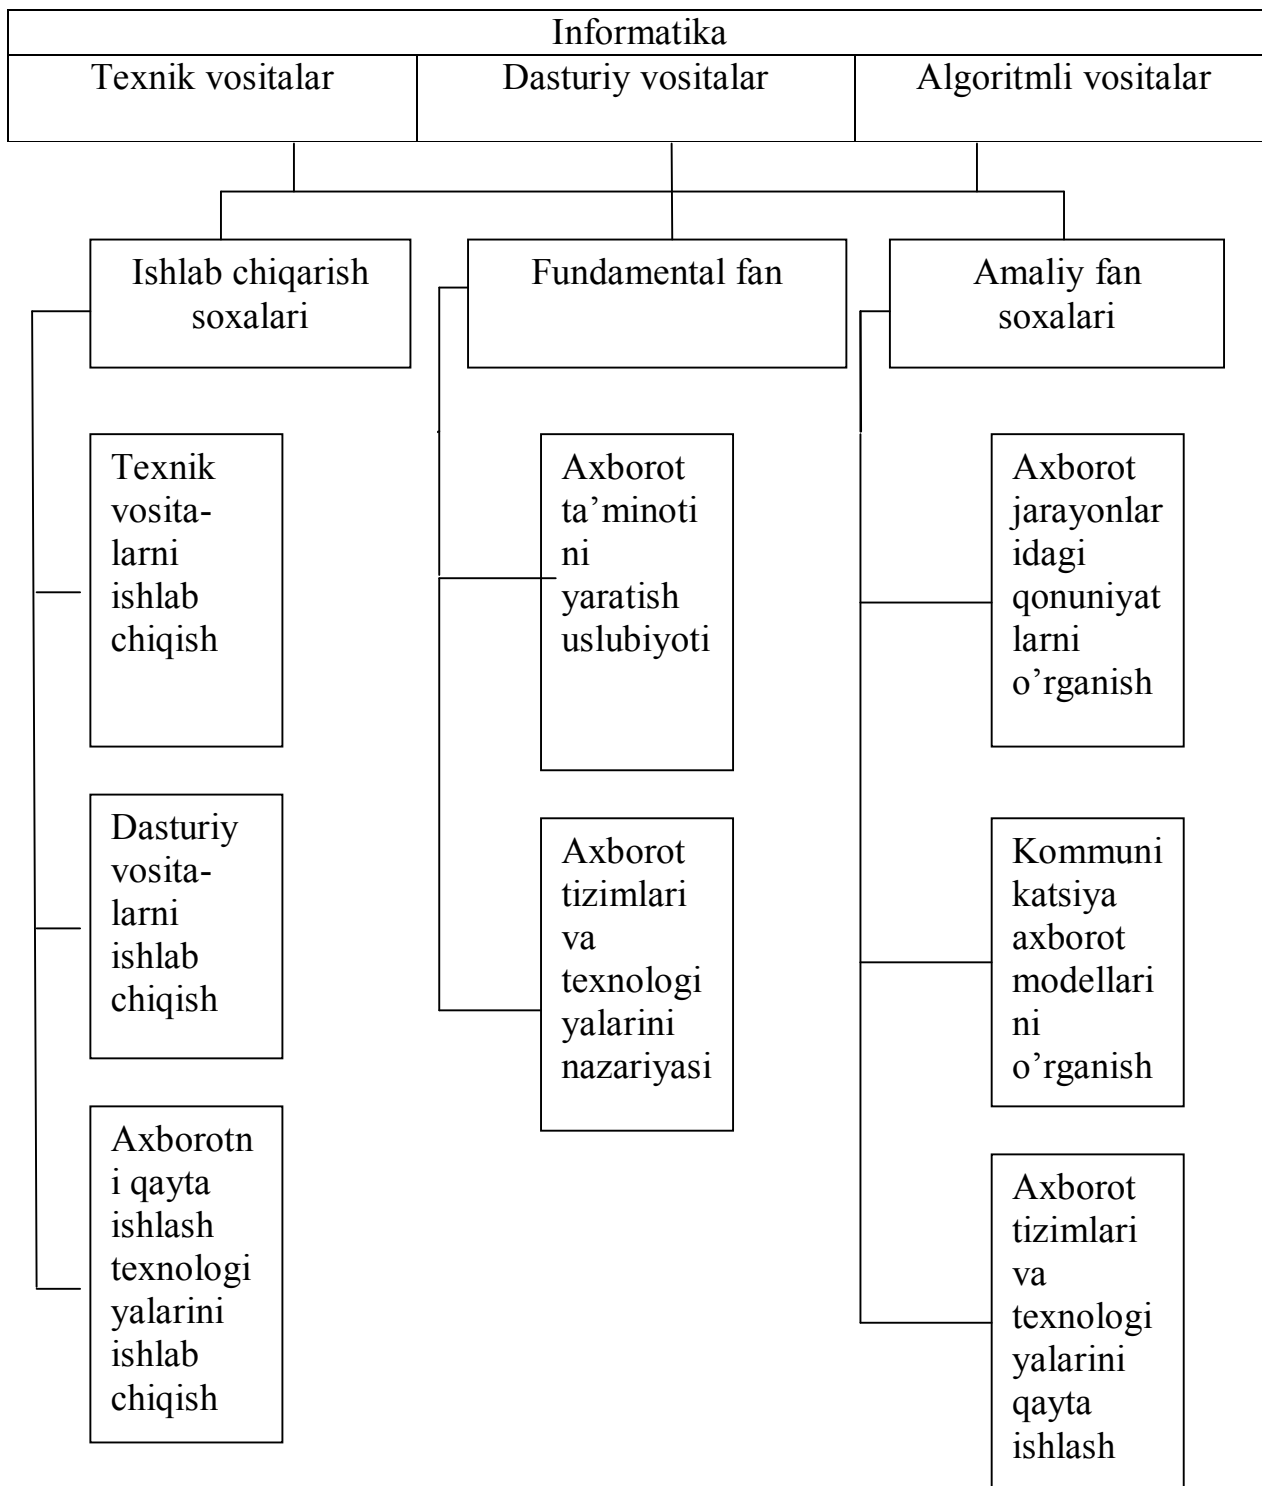 Informatika
Texnik vositalar
Dasturiy vositalar
Algoritmli vositalar
Ishlab chiqarish
soxalari
Fundamental fan
Amaliy fan
soxalari
Texnik
vosita-
larni
ishlab
chiqish
Dasturiy
vosita-
larni
ishlab
chiqish
Axborotn
i qayta
ishlash
texnologi
yalarini
ishlab
chiqish
Axborot
ta’minoti
ni
yaratish
uslubiyoti
Axborot
tizimlari
va
texnologi
yalarini
nazariyasi
Axborot
jarayonlar
idagi
qonuniyat
larni
o’rganish
Kommuni
katsiya
axborot
modellari
ni
o’rganish
Axborot
tizimlari
va
texnologi
yalarini
qayta
ishlash